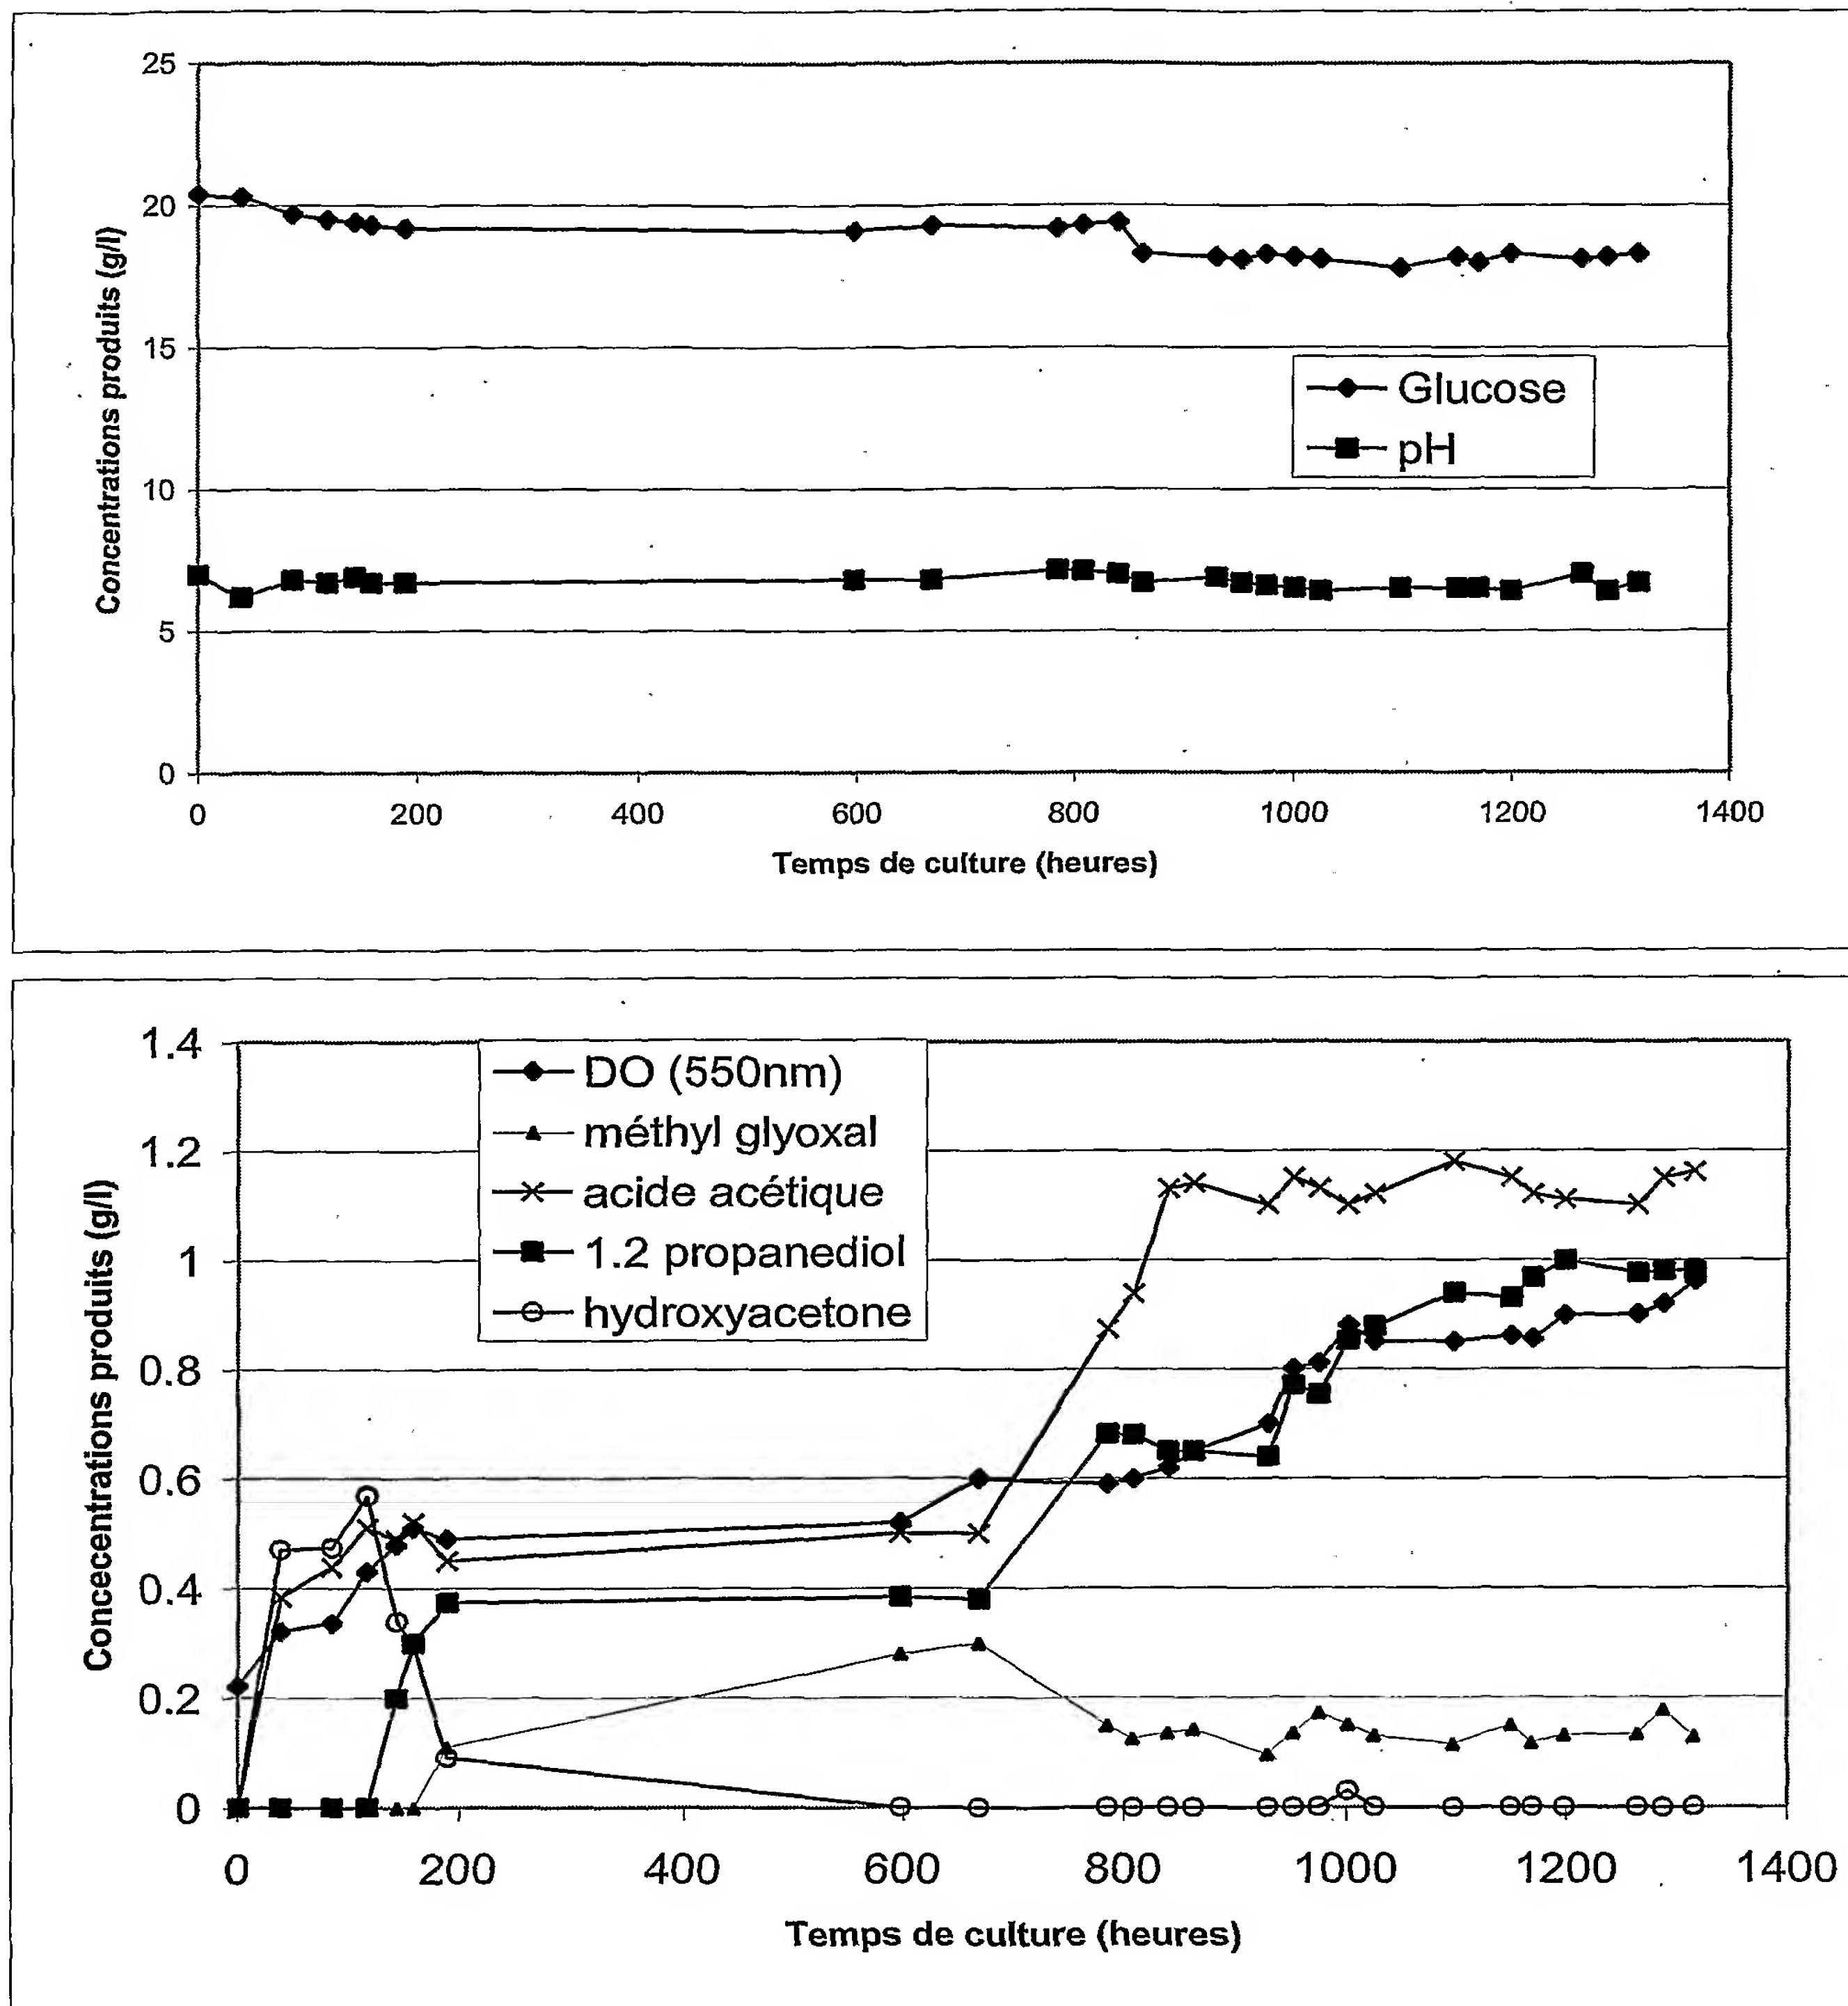 25
20
15
10
5
0
Concentrations produits (g/l)
Glucose
pH
0 200 400 600 800 1000 1200 1400
Temps de culture (heures)
1.4
1.2
1
0.8
0.6
0.4
0.2
0
Concecentrations produits (g/l)
DO (550nm)
méthyl glyoxal
acide acétique
1.2 propanediol
hydroxyacetone
0 200 400 600 800 1000 1200 1400
Temps de culture (heures)